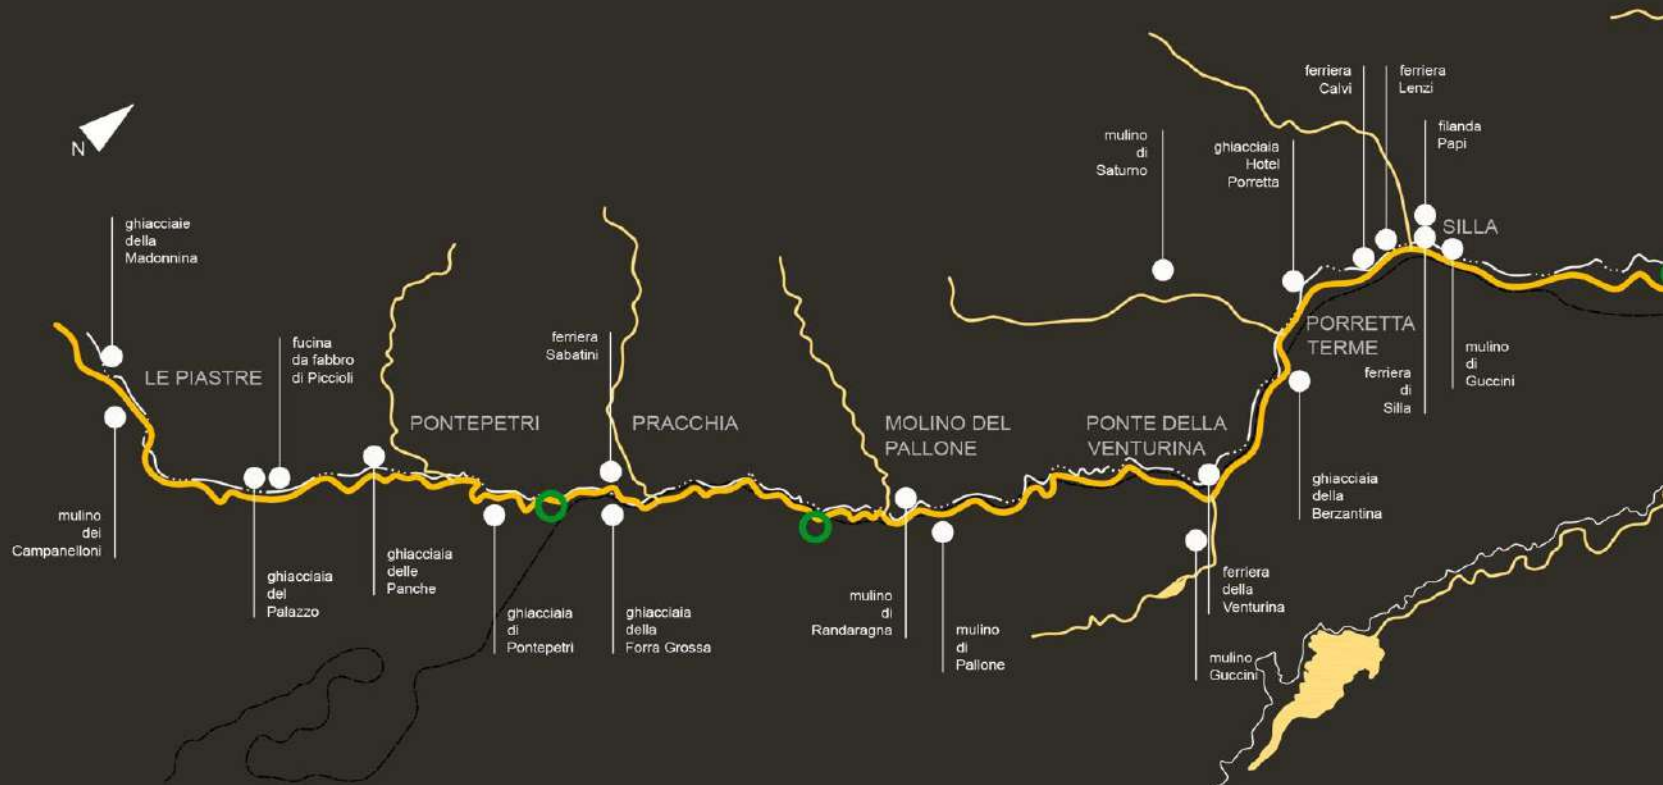 N
ghiacciaie
della
Madonnina
LE PIASTRE
mulino
dei
Campanelloni
fucina
da fabbro
di Piccioli
ghiacciaia
del
Palazzo
ghiacciaia
delle
Panche
PONTEPETRI
ghiacciaia
di
Pontepetri
ferriera
Sabatini
PRACCHIA
ghiacciaia
della
Forra Grossa
MOLINO DEL
PALLONE
mulino
di
Randaragna
mulino
di
Pallone
PONTE DELLA
VENTURINA
ferriera
della
Venturina
mulino
Guccini
mulino
di
Saturno
ghiacciaia
Hotel
Porretta
PORRETTA
TERME
ghiacciaia
della
Berzantina
ferriera
Calvi
ferriera
Lenzi
filanda
Papi
SILLA
ferriera
di
Silla
mulino
di
Guccini